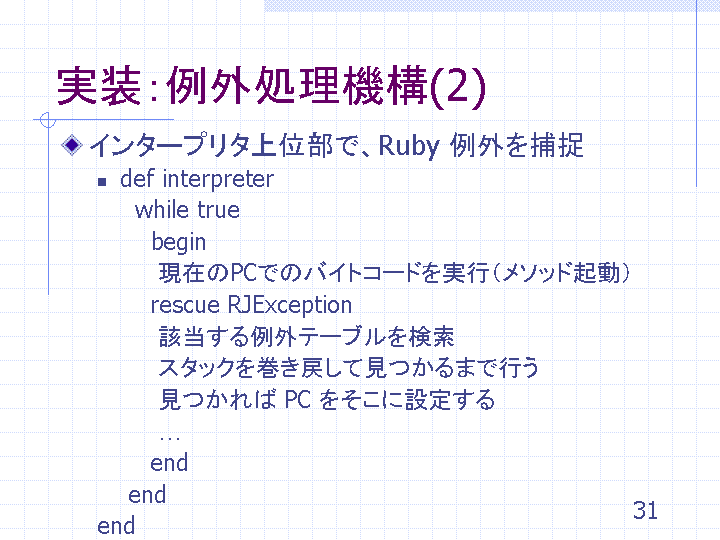 実装：例外処理機構(2)
インタープリタ上位部で、Ruby 例外を捕捉
def interpreter
while true
begin
現在のPCでのバイトコードを実行（メソッド起動）
rescue RJException
該当する例外テーブルを検索
スタックを巻き戻して見つかるまで行う
見つかれば PC をそこに設定する
…
end
end
end
31